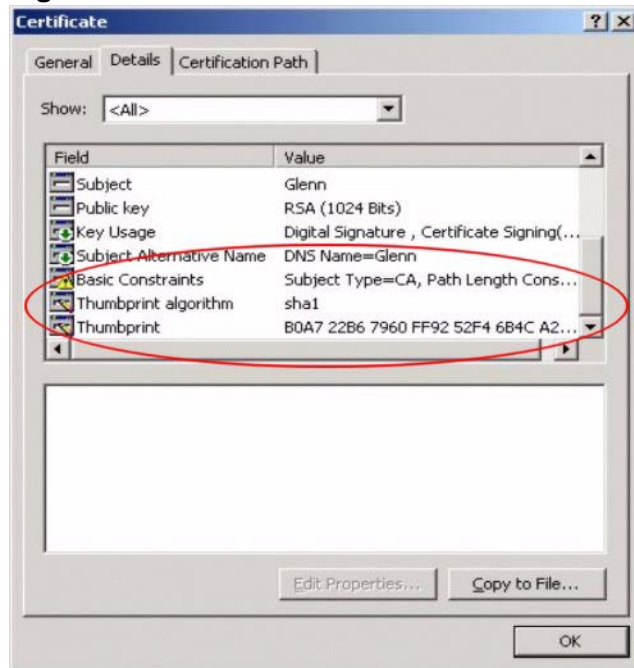 Certificate
General Details Certification Path
Show: <All>
Field Value
Subject Glenn
Public key RSA (1024 Bits)
Key Usage Digital Signature , Certificate Signing(...
Subject Alternative Name DNS Name=Glenn
Basic Constraints Subject Type=CA, Path Length Cons...
Thumbprint algorithm sha1
Thumbprint B0A7 22B6 7960 FF92 52F4 6B4C A2...
Edit Properties... Copy to File...
OK